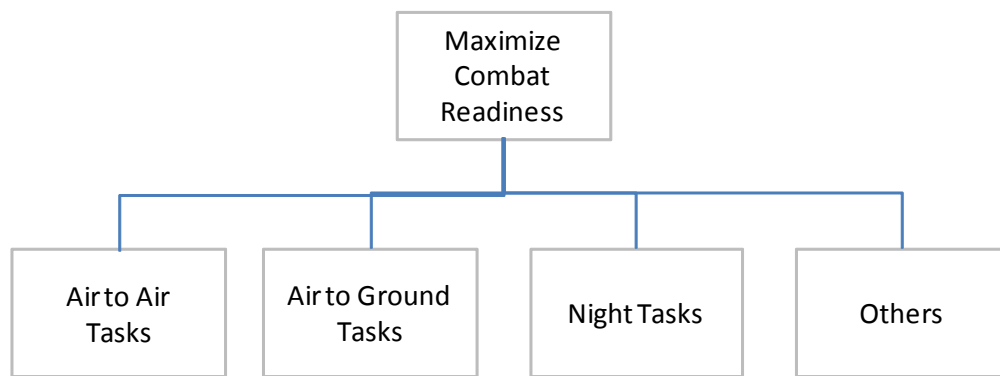 Maximize
Combat
Readiness
Air to Air
Tasks
Air to Ground
Tasks
Night Tasks
Others